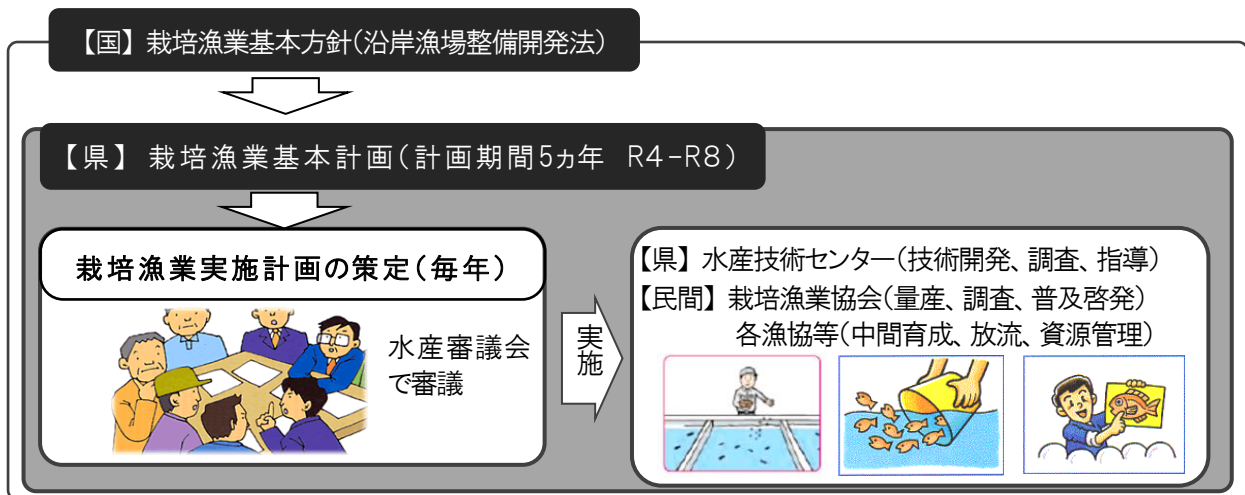 【国】栽培漁業基本方針(沿岸漁場整備開発法)
【県】 栽培漁業基本計画(計画期間5ヵ年 R4-R8)
栽培漁業実施計画の策定(毎年)
水産審議会
で審議
実施
【県】水産技術センター(技術開発、調査、指導)
【民間】栽培漁業協会(量産、調査、普及啓発)
各漁協等(中間育成、放流、資源管理)